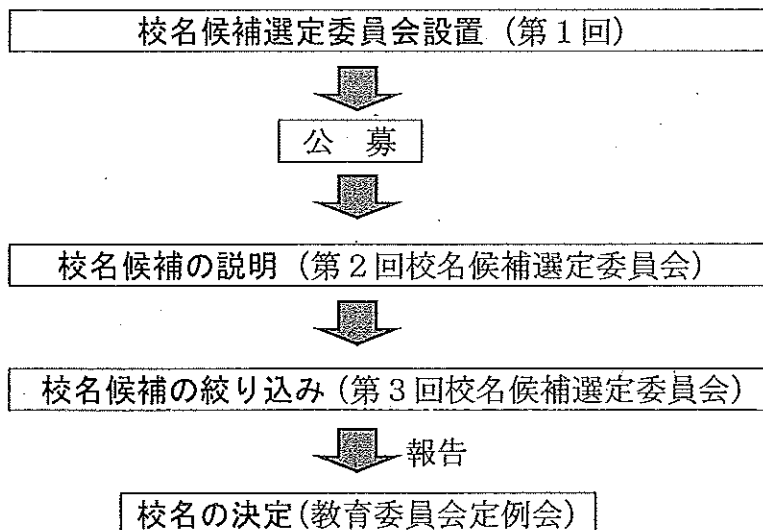 校名候補選定委員会設置（第１回）
公　募
校名候補の説明（第２回校名候補選定委員会）
校名候補の絞り込み（第３回校名候補選定委員会）
報告
校名の決定（教育委員会定例会）